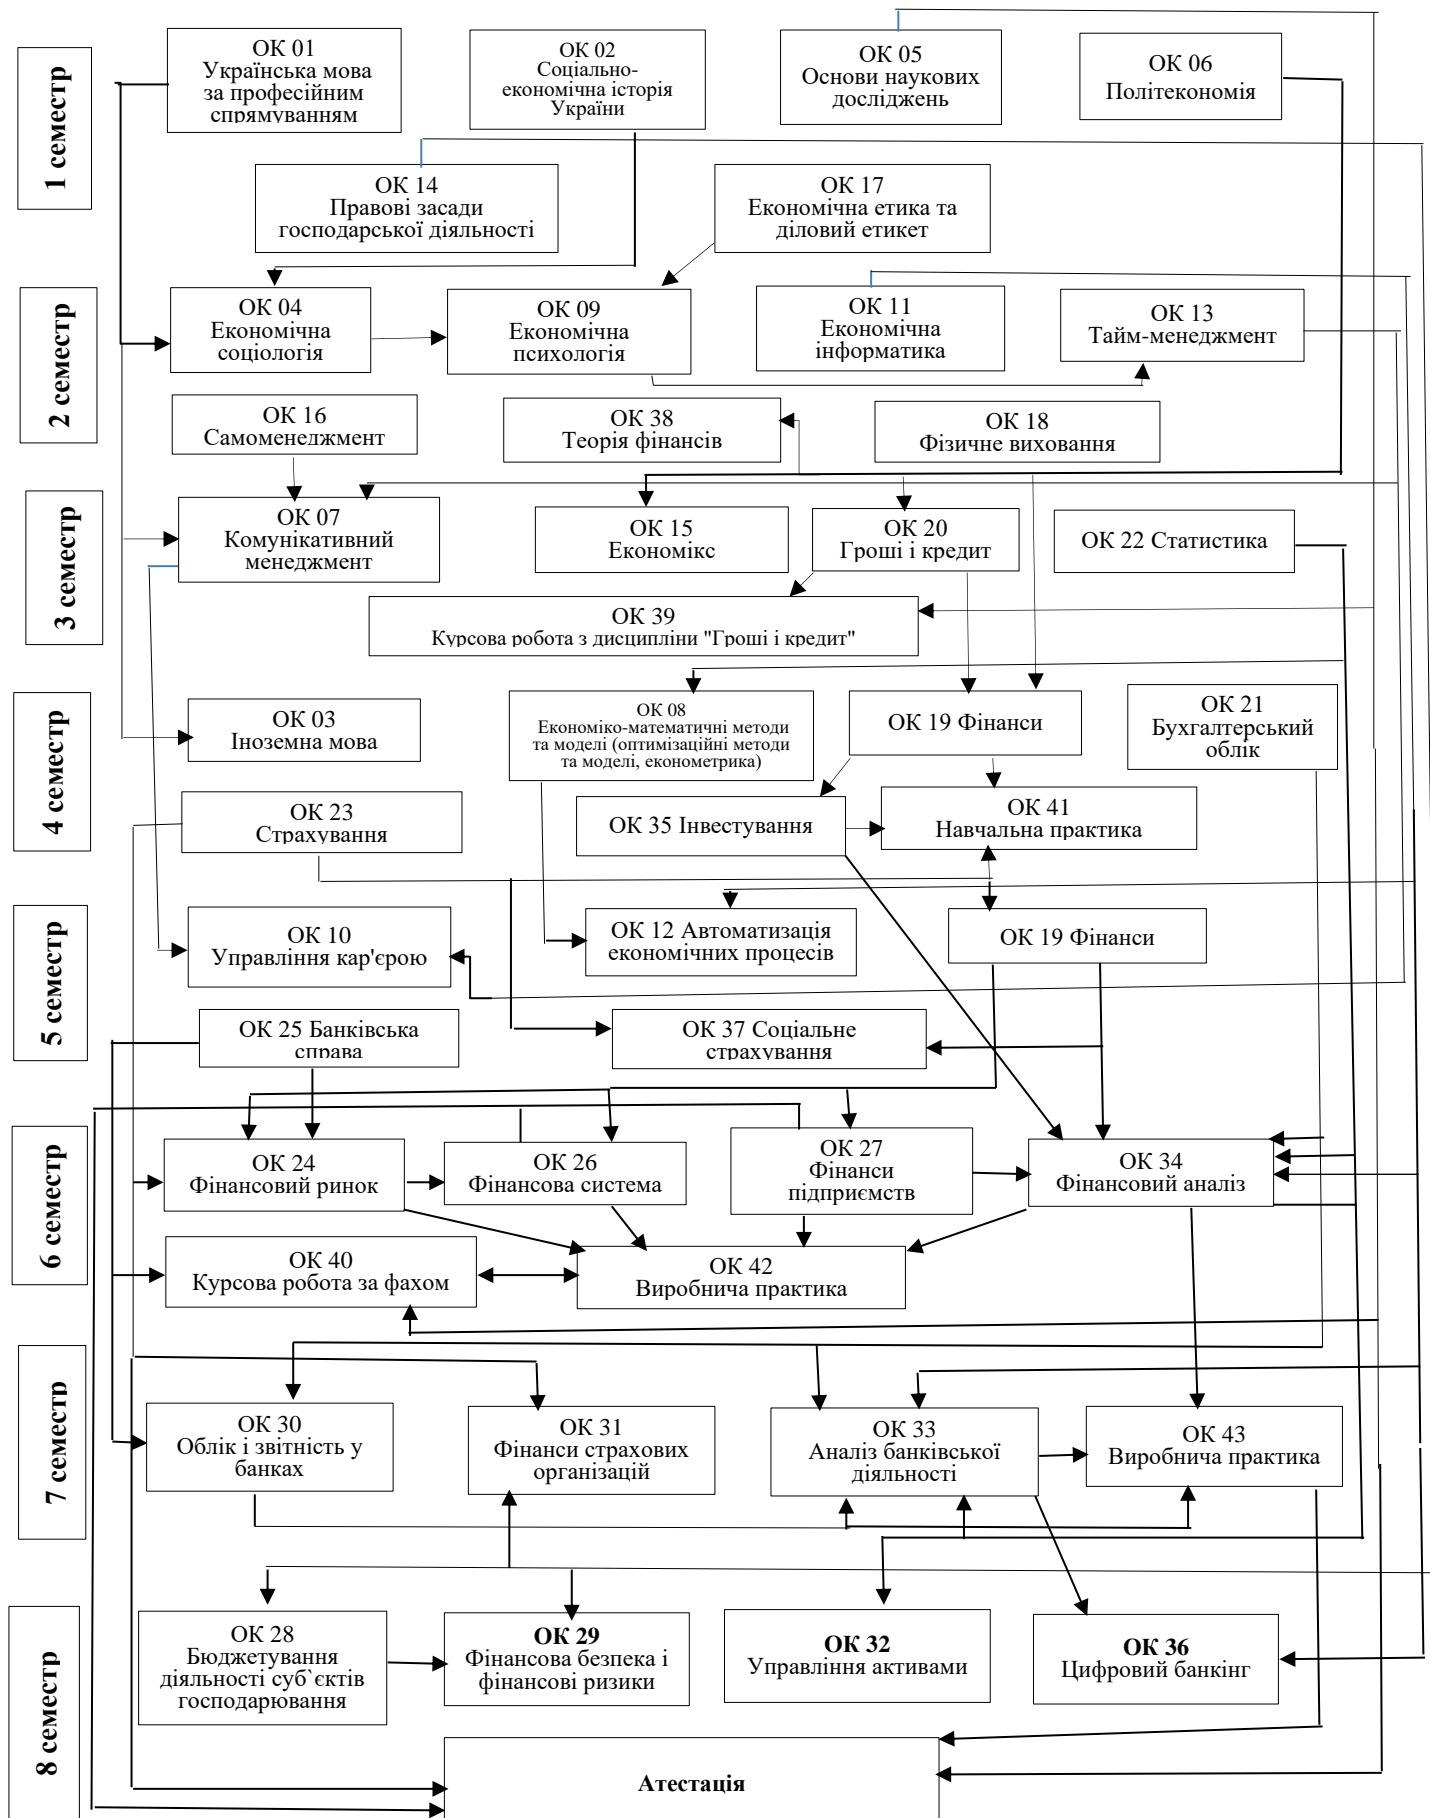 1 семестр
ОК 01
Українська мова
за професійним
спрямуванням
ОК 02
Соціально-
економічна історія
України
ОК 05
Основи наукових
досліджень
ОК 06
Політекономія
ОК 14
Правові засади
господарської діяльності
ОК 17
Економічна етика та
діловий етикет
2 семестр
ОК 04
Економічна
соціологія
ОК 09
Економічна
психологія
ОК 11
Економічна
інформатика
ОК 13
Тайм-менеджмент
ОК 16
Самоменеджмент
ОК 38
Теорія фінансів
ОК 18
Фізичне виховання
3 семестр
ОК 07
Комунікативний
менеджмент
ОК 15
Економікс
ОК 20
Гроші і кредит
ОК 22 Статистика
ОК 39
Курсова робота з дисципліни "Гроші і кредит"
4 семестр
ОК 03
Іноземна мова
ОК 08
Економіко-математичні методи
та моделі (оптимізаційні методи
та моделі, економетрика)
ОК 19 Фінанси
ОК 21
Бухгалтерський
облік
ОК 23
Страхування
ОК 35 Інвестування
ОК 41
Навчальна практика
5 семестр
ОК 10
Управління кар'єрою
ОК 12 Автоматизація
економічних процесів
ОК 19 Фінанси
ОК 25 Банківська
справа
ОК 37 Соціальне
страхування
6 семестр
ОК 24
Фінансовий ринок
ОК 26
Фінансова система
ОК 27
Фінанси
підприємств
ОК 34
Фінансовий аналіз
ОК 40
Курсова робота за фахом
ОК 42
Виробнича практика
7 семестр
ОК 30
Облік і звітність у
банках
ОК 31
Фінанси страхових
організацій
ОК 33
Аналіз банківської
діяльності
ОК 43
Виробнича практика
8 семестр
ОК 28
Бюджетування
діяльності суб`єктів
господарювання
ОК 29
Фінансова безпека і
фінансові ризики
ОК 32
Управління активами
ОК 36
Цифровий банкінг
Атестація